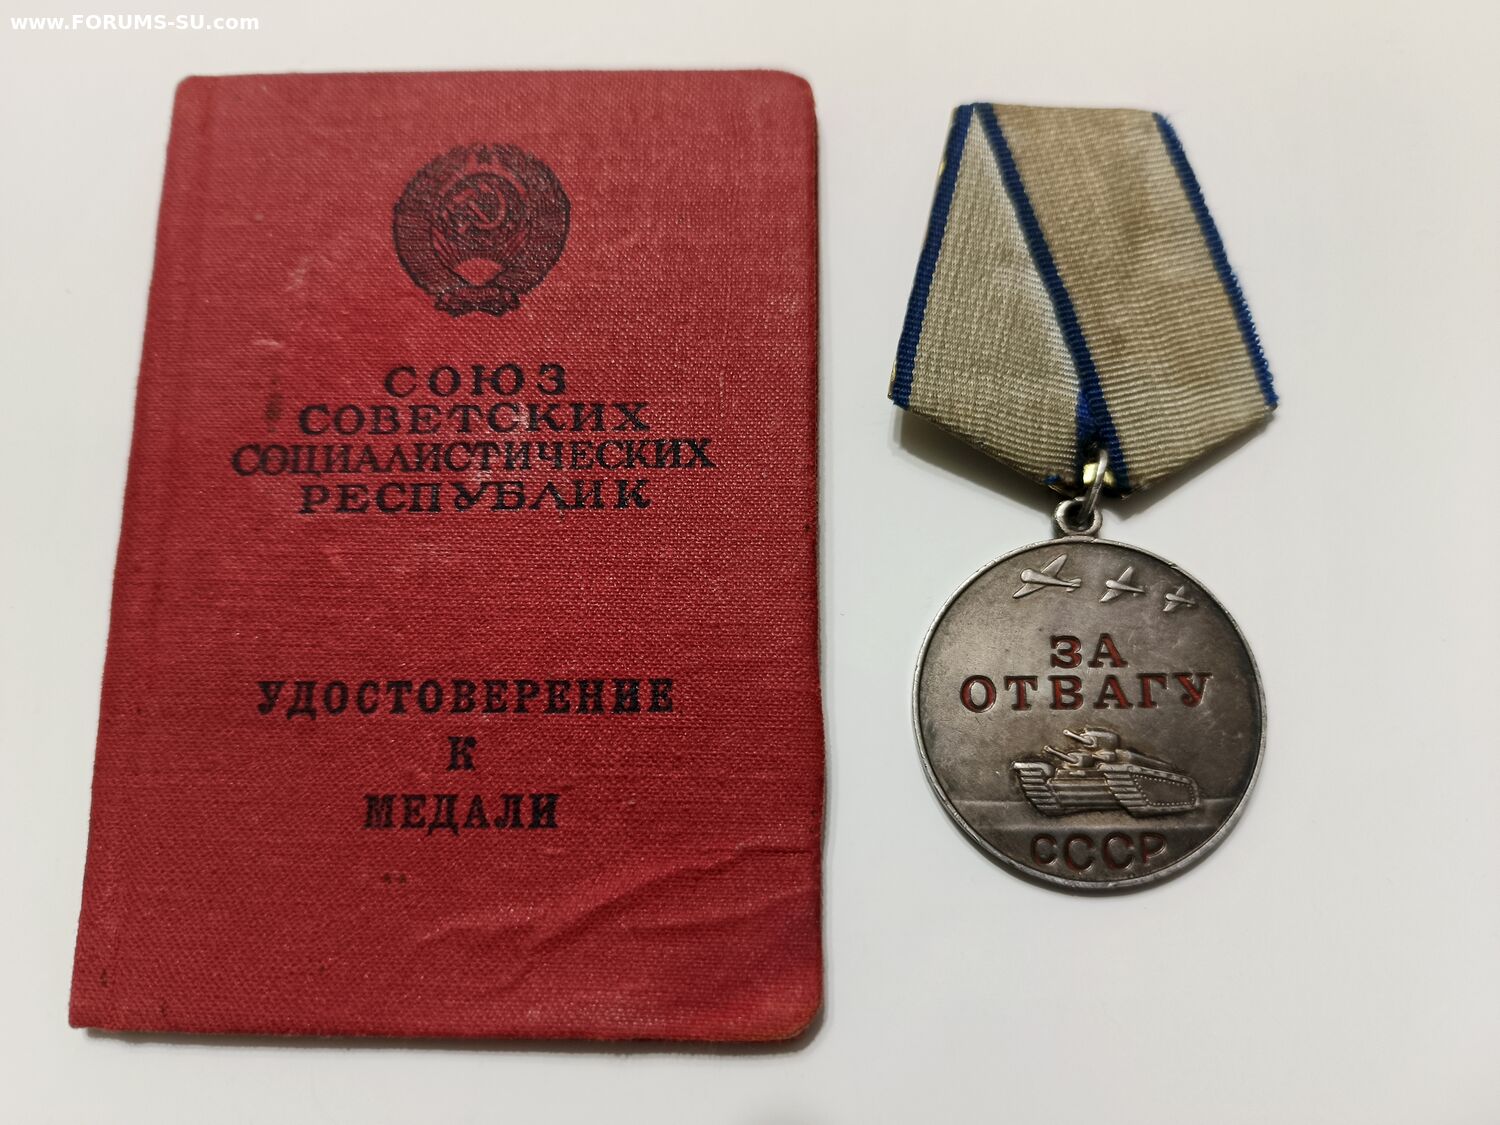 www.FORUMS-SU.com
СОЮЗ
СОВЕТСКИХ
СОЦИАЛИСТИЧЕСКИХ
РЕСПУБЛИК
УДОСТОВЕРЕНИЕ
К
МЕДАЛИ
ЗА
ОТВАГУ
СССР